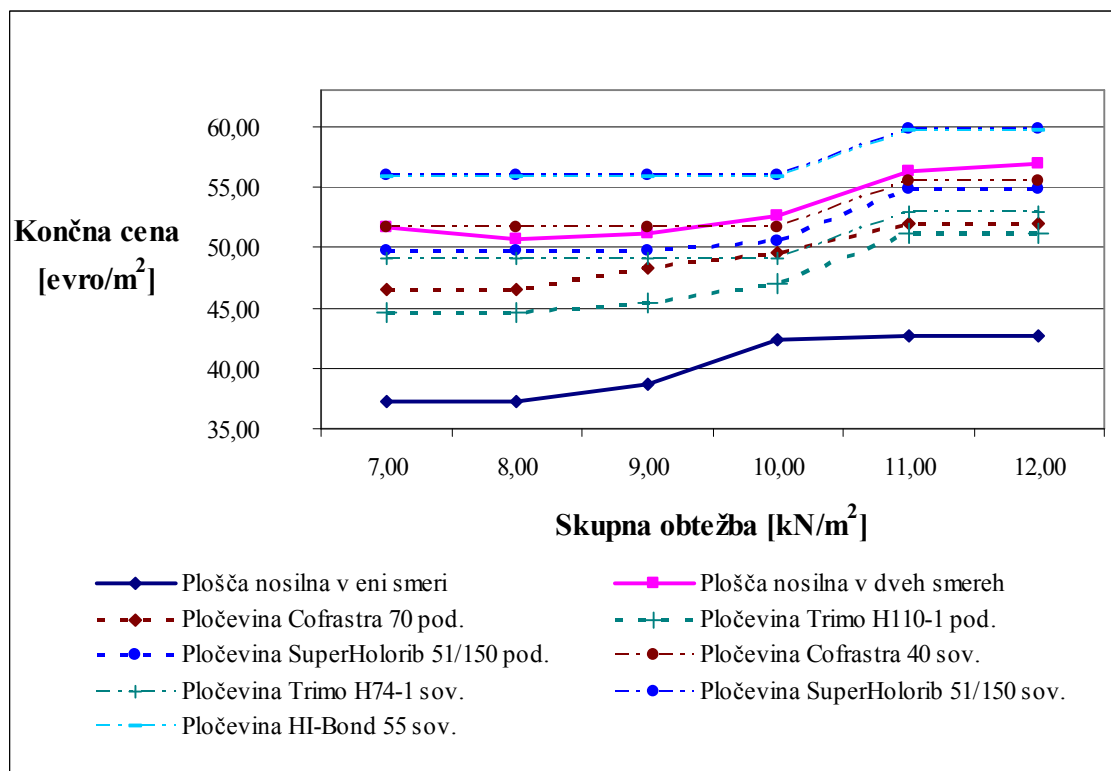 60,00
55,00
50,00
45,00
40,00
35,00
Končna cena
[evro/m²]
7,00 8,00 9,00 10,00 11,00 12,00
Skupna obtežba [kN/m²]
Plošča nosilna v eni smeri
Plošča nosilna v dveh smereh
Pločevina Cofrastra 70 pod.
Pločevina Trimo H110-1 pod.
Pločevina SuperHolorib 51/150 pod.
Pločevina Cofrastra 40 sov.
Pločevina Trimo H74-1 sov.
Pločevina SuperHolorib 51/150 sov.
Pločevina HI-Bond 55 sov.